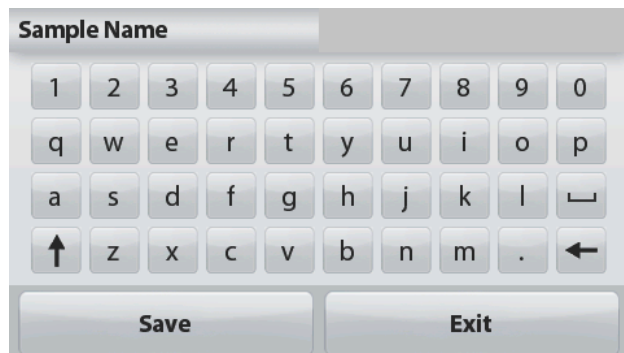 Sample Name
1 2 3 4 5 6 7 8 9 0
q w e r t y u i o p
a s d f g h j k l
z x c v b n m .
Save Exit